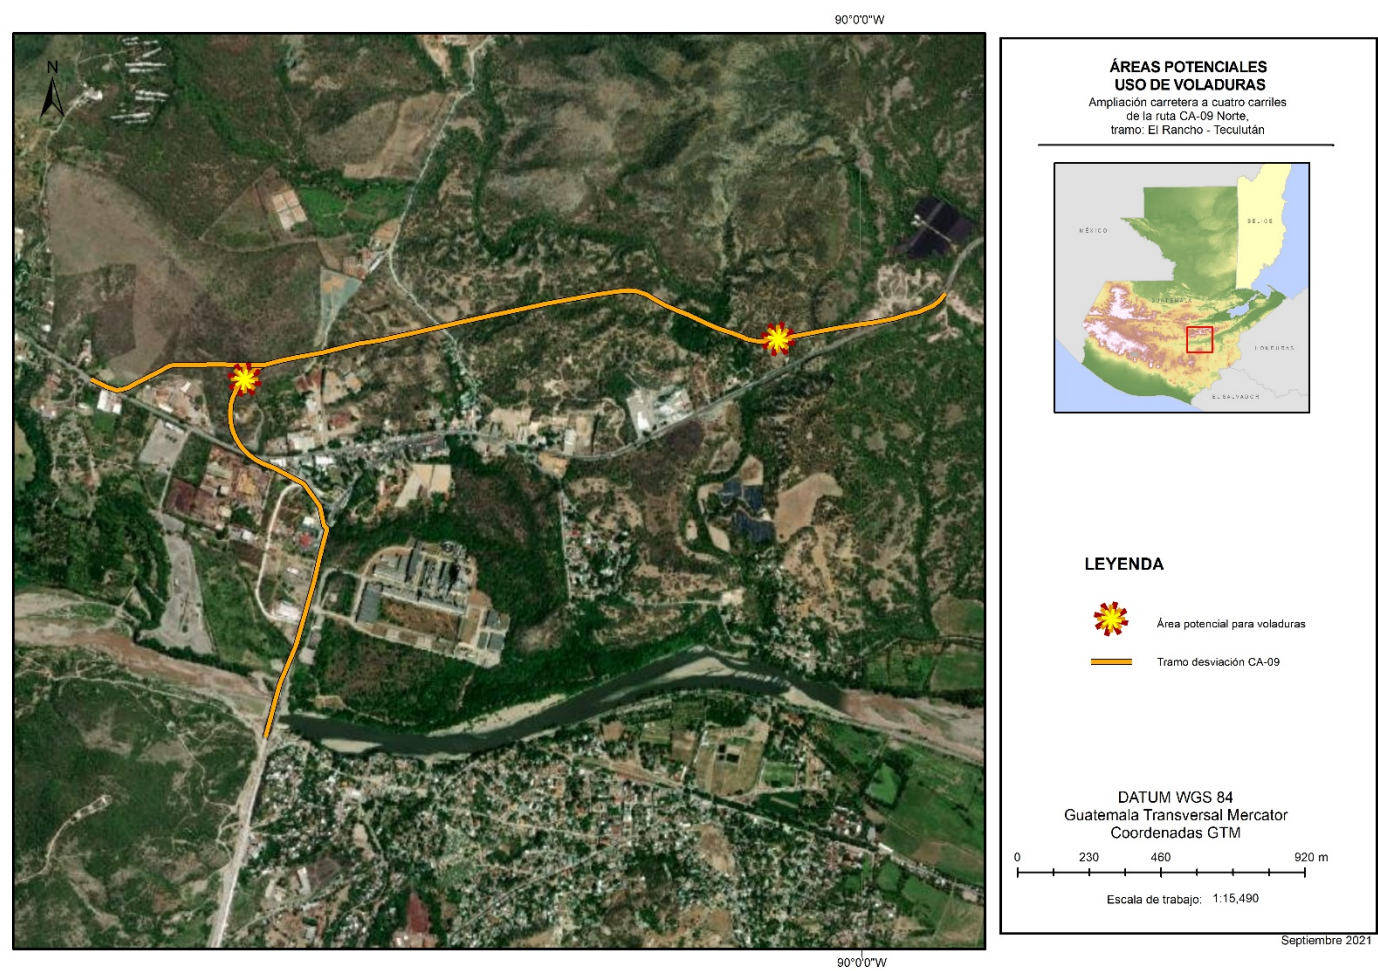 90°0'0"W
N
ÁREAS POTENCIALES
USO DE VOLADURAS
Ampliación carretera a cuatro carriles
de la ruta CA-09 Norte,
tramo: El Rancho - Teculután
MÉXICO
BELICE
GUATEMALA
HONDURAS
EL SALVADOR
LEYENDA
Área potencial para voladuras
Tramo desviación CA-09
DATUM WGS 84
Guatemala Transversal Mercator
Coordenadas GTM
0 230 460 920 m
Escala de trabajo: 1:15,490
Septiembre 2021
90°0'0"W